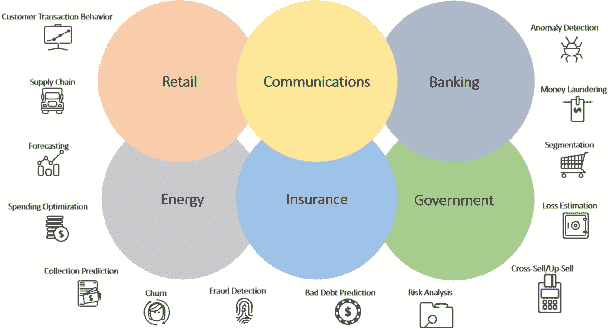 Customer Transaction Behavior
Anomaly Detection
Retail
Communications
Banking
Supply Chain
Money Laundering
Forecasting
Segmentation
Energy
Insurance
Government
Spending Optimization
Loss Estimation
Collection Prediction
Churn
Fraud Detection
Bad Debt Prediction
Risk Analysis
Cross-Sell/Up-Sell